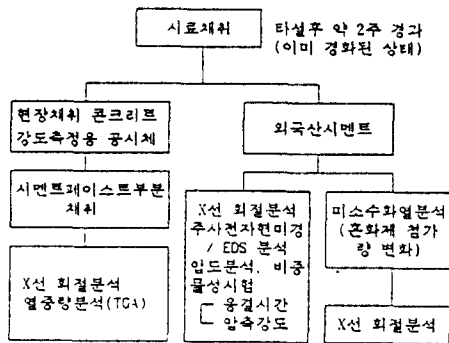 시료채취
타설후 약 2주 경과
(이미 경화된 상태)
현장채취 콘크리트
강도측정용 공시체
외국산시멘트
시멘트페이스트부분
채취
X선 회절분석
주사전자현미경
/ EDS 분석
입도분석, 비중
물성시험
응결시간
압축강도
미소수화열분석
(혼화제 첨가
량 변화)
X선 회절분석
열중량분석(TGA)
X선 회절분석